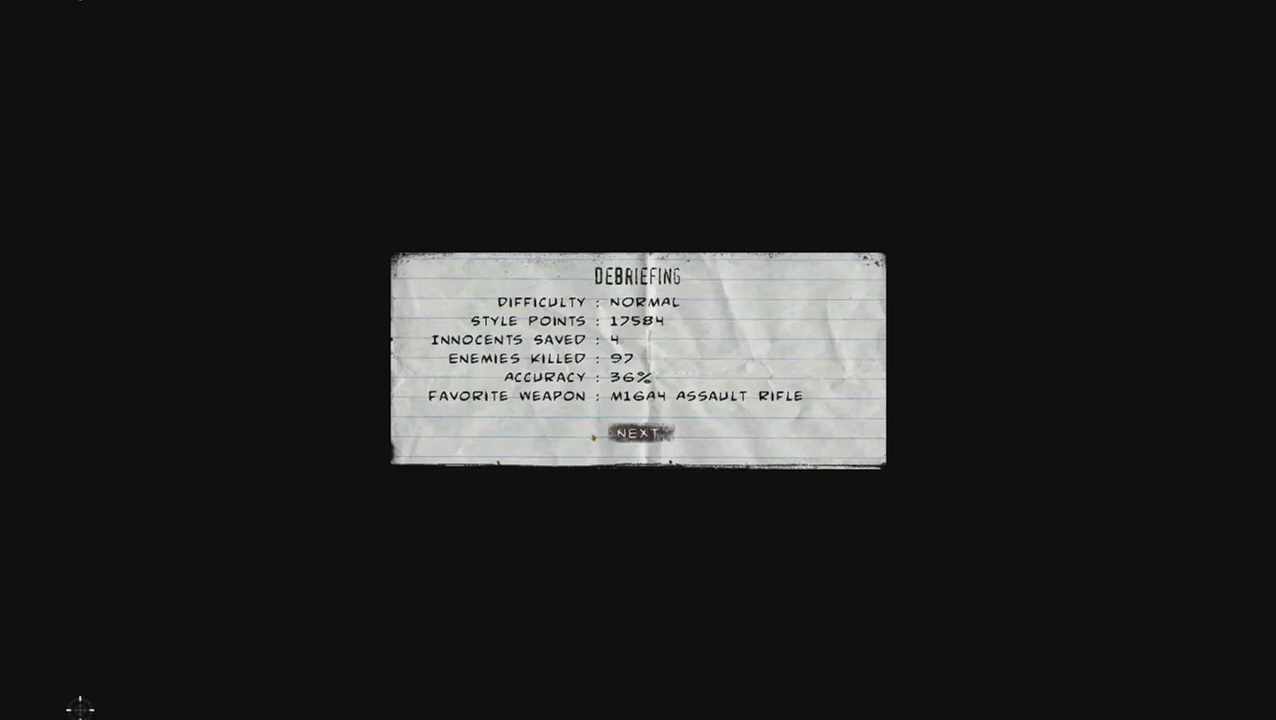 DEBRIEFING
DIFFICULTY : NORMAL
STYLE POINTS : 17584
INNOCENTS SAVED : 4
ENEMIES KILLED : 97
ACCURACY : 36%
FAVORITE WEAPON : M16A4 ASSAULT RIFLE
NEXT